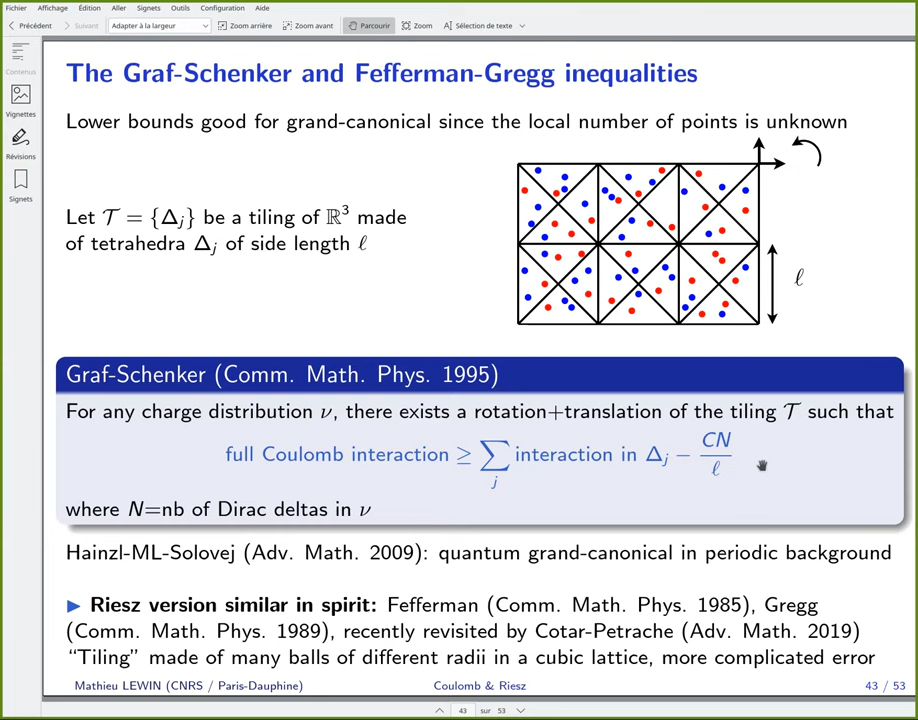 Fichier Affichage Édition Aller Signets Outils Configuration Aide
Précédent Suivant Adapter à la largeur Zoom arrière Zoom avant Parcourir Zoom Sélection de texte
Contenus
Vignettes
Révisions
Signets
The Graf-Schenker and Fefferman-Gregg inequalities
Lower bounds good for grand-canonical since the local number of points is unknown
Let 𝒯 = {Δ_j} be a tiling of ℝ³ made
of tetrahedra Δ_j of side length ℓ
ℓ
Graf-Schenker (Comm. Math. Phys. 1995)
For any charge distribution ν, there exists a rotation+translation of the tiling 𝒯 such that
full Coulomb interaction ≥ ∑_j interaction in Δ_j − CN/ℓ
where N=nb of Dirac deltas in ν
Hainzl-ML-Solovej (Adv. Math. 2009): quantum grand-canonical in periodic background
▶ Riesz version similar in spirit: Fefferman (Comm. Math. Phys. 1985), Gregg
(Comm. Math. Phys. 1989), recently revisited by Cotar-Petrache (Adv. Math. 2019)
“Tiling” made of many balls of different radii in a cubic lattice, more complicated error
Mathieu LEWIN (CNRS / Paris-Dauphine) Coulomb & Riesz 43 / 53
43 sur 53